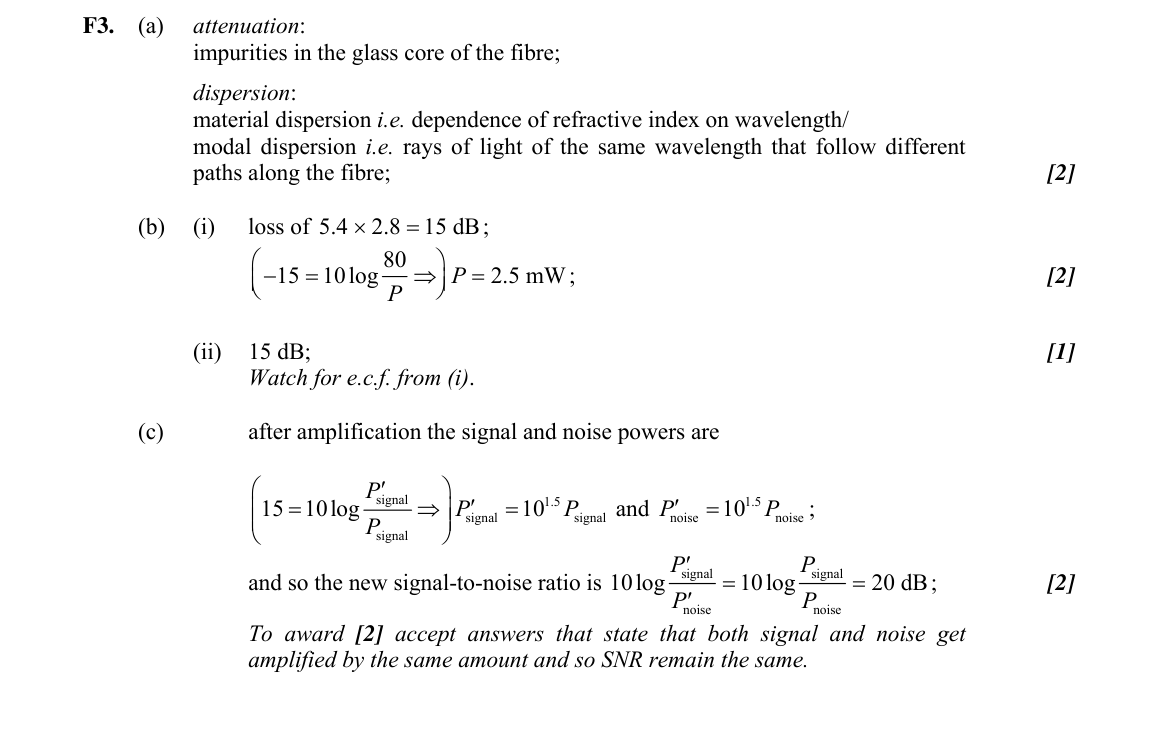 F3. (a) attenuation:
impurities in the glass core of the fibre;
dispersion:
material dispersion i.e. dependence of refractive index on wavelength/
modal dispersion i.e. rays of light of the same wavelength that follow different
paths along the fibre; [2]
(b) (i) loss of 5.4 × 2.8 = 15 dB;
(−15 = 10 log 80/P ⇒) P = 2.5 mW; [2]
(ii) 15 dB; [1]
Watch for e.c.f. from (i).
(c) after amplification the signal and noise powers are
(15 = 10 log P′signal/Psignal ⇒) P′signal = 10^1.5 Psignal and P′noise = 10^1.5 Pnoise;
and so the new signal-to-noise ratio is 10 log P′signal/P′noise = 10 log Psignal/Pnoise = 20 dB; [2]
To award [2] accept answers that state that both signal and noise get
amplified by the same amount and so SNR remain the same.